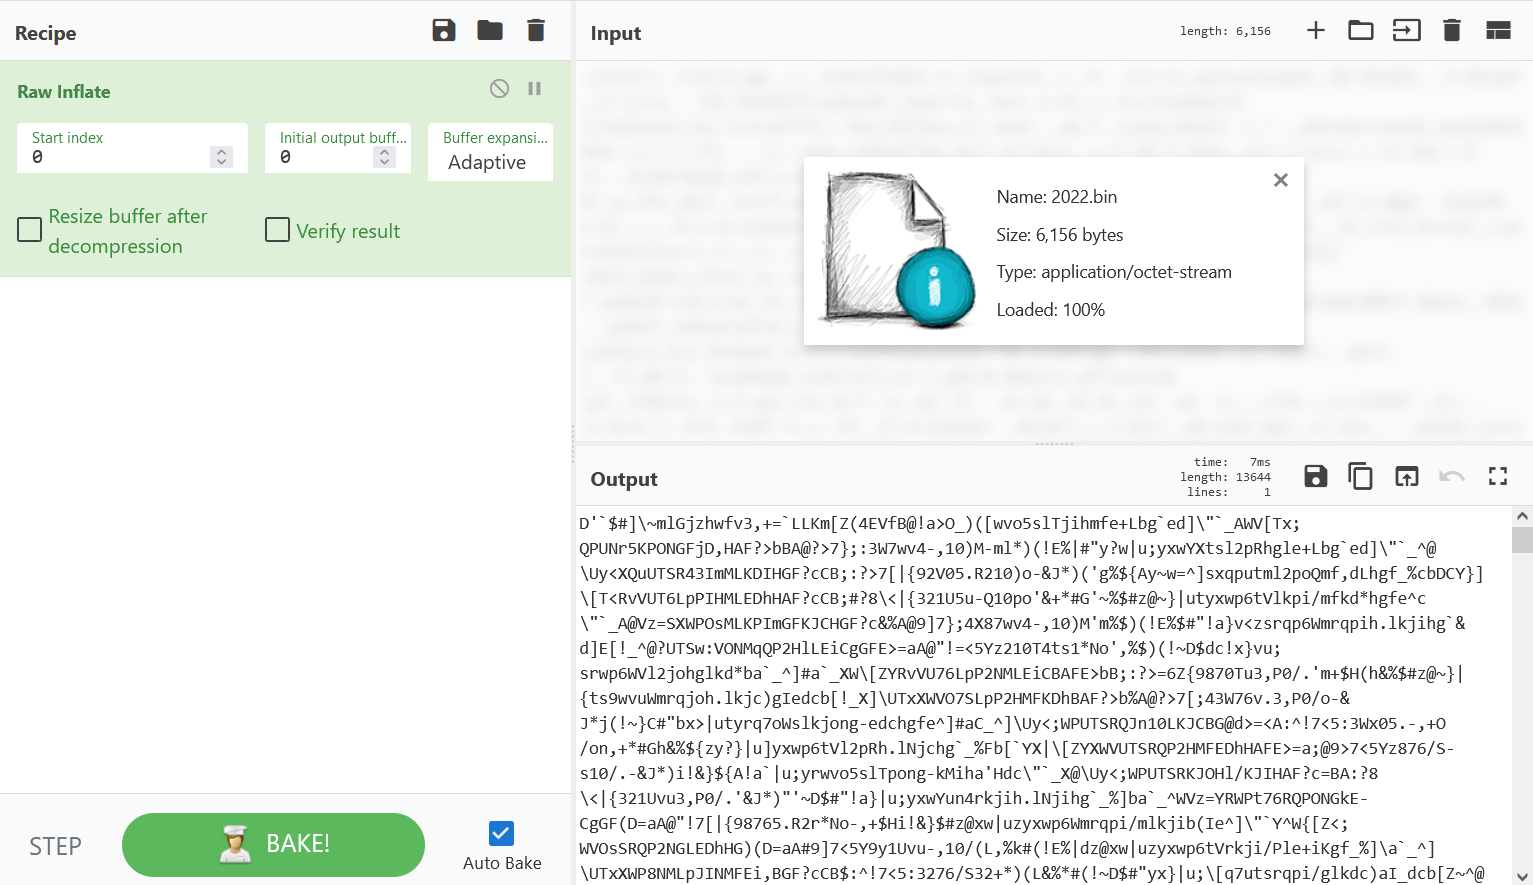 Recipe
Raw Inflate
Start index
0
Initial output buff...
0
Buffer expansi...
Adaptive
Resize buffer after
decompression
Verify result
STEP
BAKE!
Auto Bake
Input
length: 6,156
Name: 2022.bin
Size: 6,156 bytes
Type: application/octet-stream
Loaded: 100%
Output
time: 7ms
length: 13644
lines: 1
D'`$#]\~mlGjzhwfv3,+=`LLKm[Z(4EVfB@!a>O_)([wvo5slTjihmfe+Lbg`ed]\"`_AWV[Tx;
QPUNr5KPONGFjD,HAF?>bBA@?>7};:3W7wv4-,10)M-ml*)(!E%|#"y?w|u;yxwYXtsl2pRhgle+Lbg`ed]\"`_^@
\Uy<XQuUTSR43ImMLKDIHGF?cCB;:?>7[|{92V05.R210)o-&J*)('g%${Ay~w=^]sxqputml2poQmf,dLhgf_%cbDCY}]
\[T<RvVUT6LpPIHMLEDhHAF?cCB;#?8\<|{321U5u-Q10po'&+*#G'~%$#z@~}|utyxwp6tVlkpi/mfkd*hgfe^c
\"`_A@Vz=SXWPOsMLKPImGFKJCHGF?c&%A@9]7};4X87wv4-,10)M'm%$)(!E%$#"!a}v<zsrqp6Wmrqpih.lkjihg`&
d]E[!_^@?UTSw:VONMqQP2HlLEiCgGFE>=aA@"!=<5Yz210T4ts1*No',%$)(!~D$dc!x}vu;
srwp6WVl2johglkd*ba`_^]#a`_XW\[ZYRvVU76LpP2NMLEiCBAFE>bB;:?>=6Z{9870Tu3,P0/.'m+$H(h&%$#z@~}|
{ts9wvuWmrqjoh.lkjc)gIedcb[!_X]\UTxXWVO7SLpP2HMFKDhBAF?>b%A@?>7[;43W76v.3,P0/o-&
J*j(!~}C#"bx>|utyrq7oWslkjong-edchgfe^]#aC_^]\Uy<;WPUTSRQJn10LKJCBG@d>=<A:^!7<5:3Wx05.-,+O
/on,+*#Gh&%${zy?}|u]yxwp6tVl2pRh.lNjchg`_%Fb[`YX|\[ZYXWVUTSRQP2HMFEDhHAFE>=a;@9>7<5Yz876/S-
s10/.-&J*)i!&}${A!a`|u;yrwvo5slTpong-kMiha'Hdc\"`_X@\Uy<;WPUTSRKJOHl/KJIHAF?c=BA:?8
\<|{321Uvu3,P0/.'&J*)"'~D$#"!a}|u;yxwYun4rkjih.lNjihg`_%]ba`_^WVz=YRWPt76RQPONGkE-
CgGF(D=aA@"!7[|{98765.R2r*No-,+$Hi!&}$#z@xw|uzyxwp6Wmrqpi/mlkjib(Ie^]\"`Y^W{[Z<;
WVOsSRQP2NGLEDhHG)(D=aA#9]7<5Y9y1Uvu-,10/(L,%k#(!E%|dz@xw|uzyxwp6tVrkji/Ple+iKgf_%]\a`_^]
\UTxXWP8NMLpJINMFEi,BGF?cCB$:^!7<5:3276/S32+*)(L&%*#(!~D$#"yx}|u;\[q7utsrqpi/glkdc)aI_dcb[Z~^@